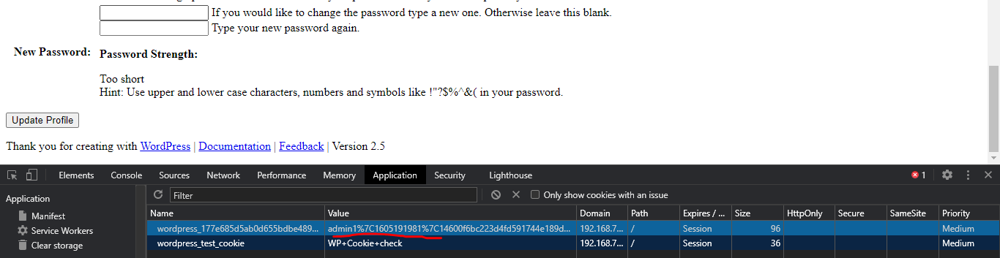 If you would like to change the password type a new one. Otherwise leave this blank.
Type your new password again.
New Password: Password Strength:
Too short
Hint: Use upper and lower case characters, numbers and symbols like !"?$%^&( in your password.
Update Profile
Thank you for creating with WordPress | Documentation | Feedback | Version 2.5
Elements Console Sources Network Performance Memory Application Security Lighthouse 1
Application
Filter Only show cookies with an issue
Manifest
Service Workers
Clear storage
Name Value Domain Path Expires / ... Size HttpOnly Secure SameSite Priority
wordpress_177e685d5ab0d655bdbe489... admin1%7C1605191981%7C14600f6bc223d4fd591744e189d... 192.168.7... / Session 96 Medium
wordpress_test_cookie WP+Cookie+check 192.168.7... / Session 36 Medium